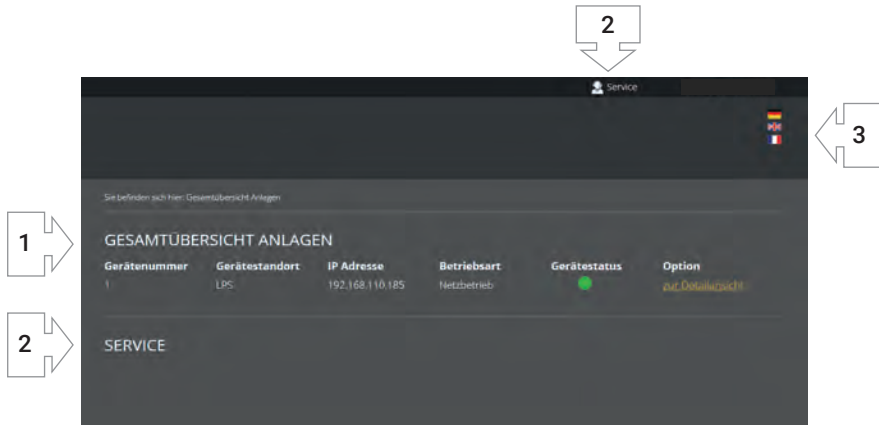 2
Service
3
Sie befinden sich hier: Gesamtübersicht Anlagen
1
GESAMTÜBERSICHT ANLAGEN
Gerätenummer Gerätestandort IP Adresse Betriebsart Gerätestatus Option
1 LPS 192.168.110.185 Netzbetrieb zur Detailansicht
2
SERVICE